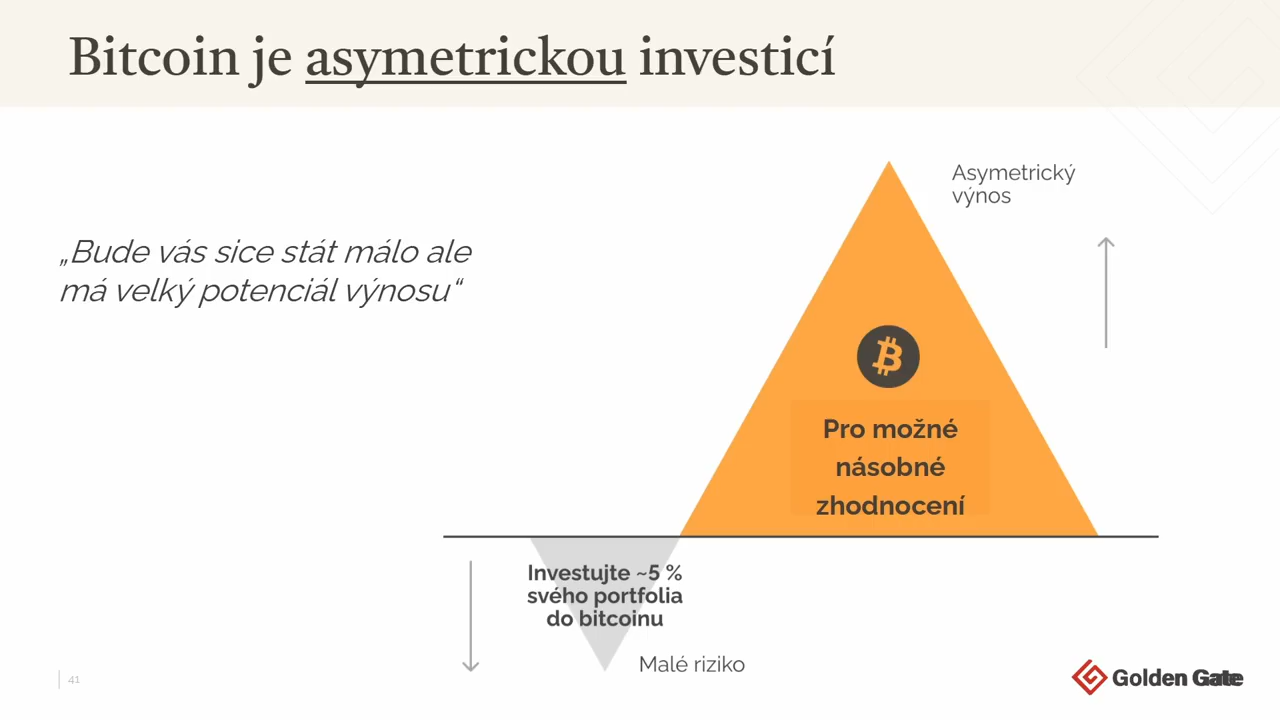 Bitcoin je asymetrickou investicí
Asymetrický
výnos
„Bude vás sice stát málo ale
má velký potenciál výnosu“
Pro možné
násobné
zhodnocení
Investujte ~5 %
svého portfolia
do bitcoinu
Malé riziko
41
Golden Gate